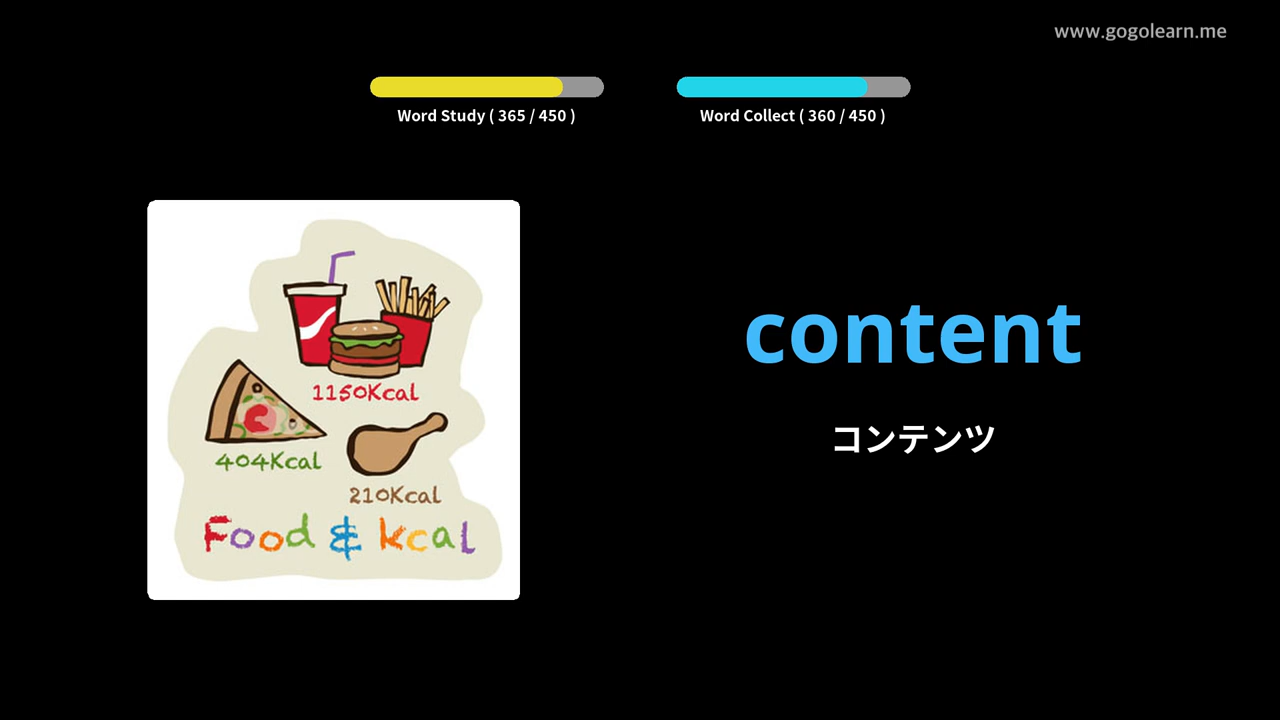 www.gogolearn.me
Word Study ( 365 / 450 )
Word Collect ( 360 / 450 )
1150Kcal
404Kcal
210Kcal
Food & kcal
content
コンテンツ